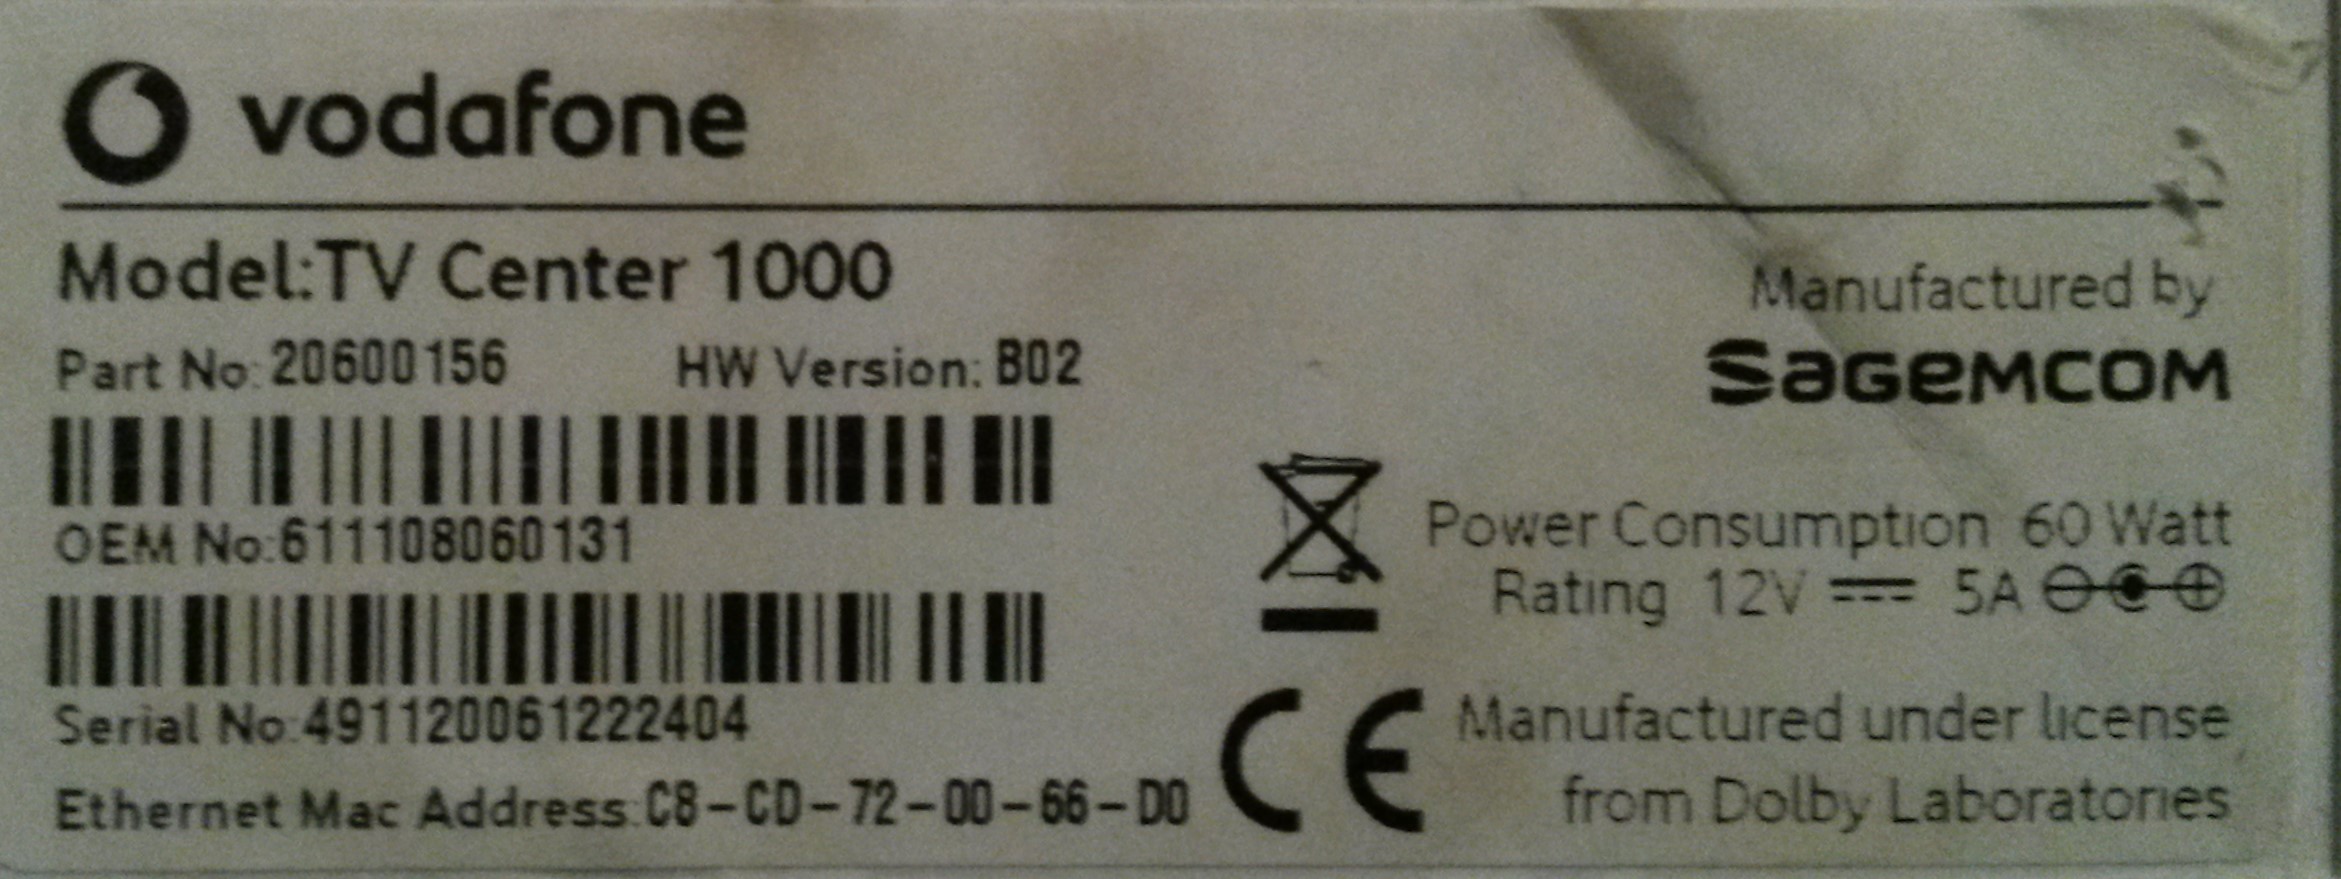 vodafone
Model:TV Center 1000
Part No:20600156 HW Version: B02
OEM No:611108060131
Serial No:491120061222404
Ethernet Mac Address:C8-CD-72-00-66-D0
Manufactured by
SAGEMCOM
Power Consumption 60 Watt
Rating 12V 5A
CE
Manufactured under license
from Dolby Laboratories